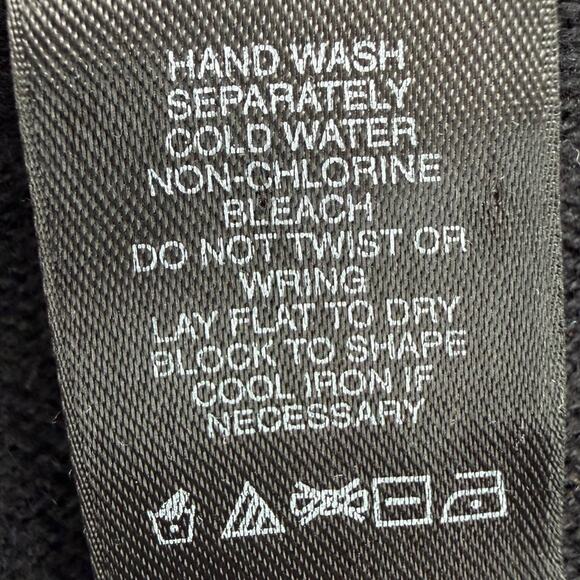 HAND WASH
SEPARATELY
COLD WATER
NON-CHLORINE
BLEACH
DO NOT TWIST OR
WRING
LAY FLAT TO DRY
BLOCK TO SHAPE
COOL IRON IF
NECESSARY